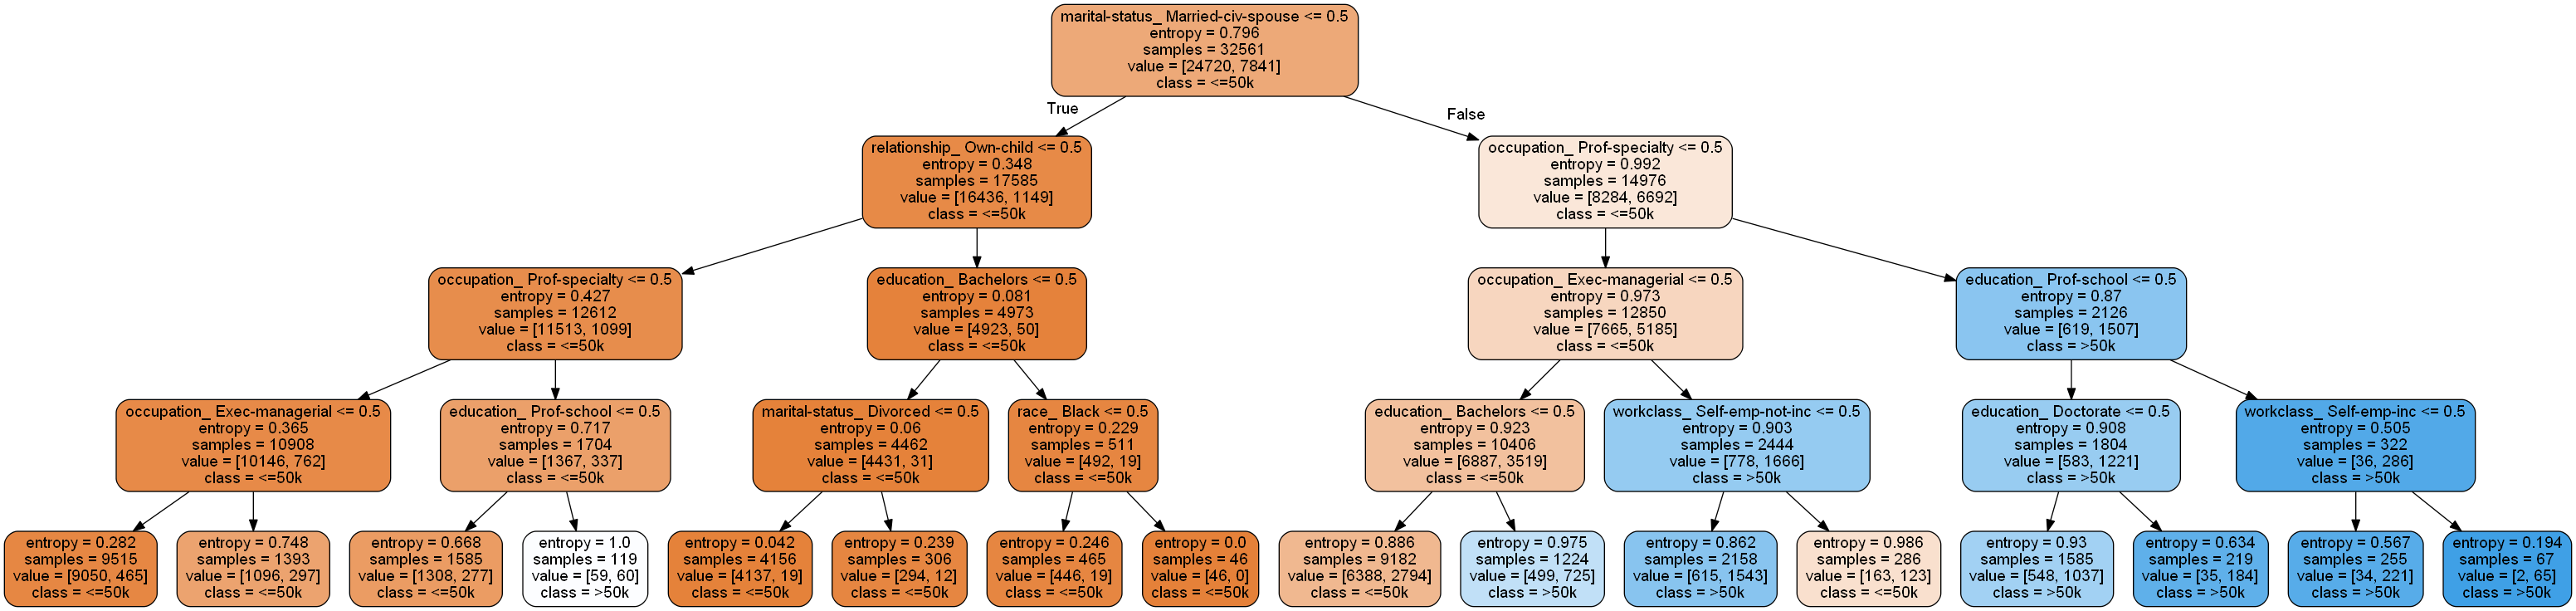 marital-status_ Married-civ-spouse <= 0.5
entropy = 0.796
samples = 32561
value = [24720, 7841]
class = <=50k
True
False
relationship_ Own-child <= 0.5
entropy = 0.348
samples = 17585
value = [16436, 1149]
class = <=50k
occupation_ Prof-specialty <= 0.5
entropy = 0.992
samples = 14976
value = [8284, 6692]
class = <=50k
occupation_ Prof-specialty <= 0.5
entropy = 0.427
samples = 12612
value = [11513, 1099]
class = <=50k
education_ Bachelors <= 0.5
entropy = 0.081
samples = 4973
value = [4923, 50]
class = <=50k
occupation_ Exec-managerial <= 0.5
entropy = 0.973
samples = 12850
value = [7665, 5185]
class = <=50k
education_ Prof-school <= 0.5
entropy = 0.87
samples = 2126
value = [619, 1507]
class = >50k
occupation_ Exec-managerial <= 0.5
entropy = 0.365
samples = 10908
value = [10146, 762]
class = <=50k
education_ Prof-school <= 0.5
entropy = 0.717
samples = 1704
value = [1367, 337]
class = <=50k
marital-status_ Divorced <= 0.5
entropy = 0.06
samples = 4462
value = [4431, 31]
class = <=50k
race_ Black <= 0.5
entropy = 0.229
samples = 511
value = [492, 19]
class = <=50k
education_ Bachelors <= 0.5
entropy = 0.923
samples = 10406
value = [6887, 3519]
class = <=50k
workclass_ Self-emp-not-inc <= 0.5
entropy = 0.903
samples = 2444
value = [778, 1666]
class = >50k
education_ Doctorate <= 0.5
entropy = 0.908
samples = 1804
value = [583, 1221]
class = >50k
workclass_ Self-emp-inc <= 0.5
entropy = 0.505
samples = 322
value = [36, 286]
class = >50k
entropy = 0.282
samples = 9515
value = [9050, 465]
class = <=50k
entropy = 0.748
samples = 1393
value = [1096, 297]
class = <=50k
entropy = 0.668
samples = 1585
value = [1308, 277]
class = <=50k
entropy = 1.0
samples = 119
value = [59, 60]
class = >50k
entropy = 0.042
samples = 4156
value = [4137, 19]
class = <=50k
entropy = 0.239
samples = 306
value = [294, 12]
class = <=50k
entropy = 0.246
samples = 465
value = [446, 19]
class = <=50k
entropy = 0.0
samples = 46
value = [46, 0]
class = <=50k
entropy = 0.886
samples = 9182
value = [6388, 2794]
class = <=50k
entropy = 0.975
samples = 1224
value = [499, 725]
class = >50k
entropy = 0.862
samples = 2158
value = [615, 1543]
class = >50k
entropy = 0.986
samples = 286
value = [163, 123]
class = <=50k
entropy = 0.93
samples = 1585
value = [548, 1037]
class = >50k
entropy = 0.634
samples = 219
value = [35, 184]
class = >50k
entropy = 0.567
samples = 255
value = [34, 221]
class = >50k
entropy = 0.194
samples = 67
value = [2, 65]
class = >50k